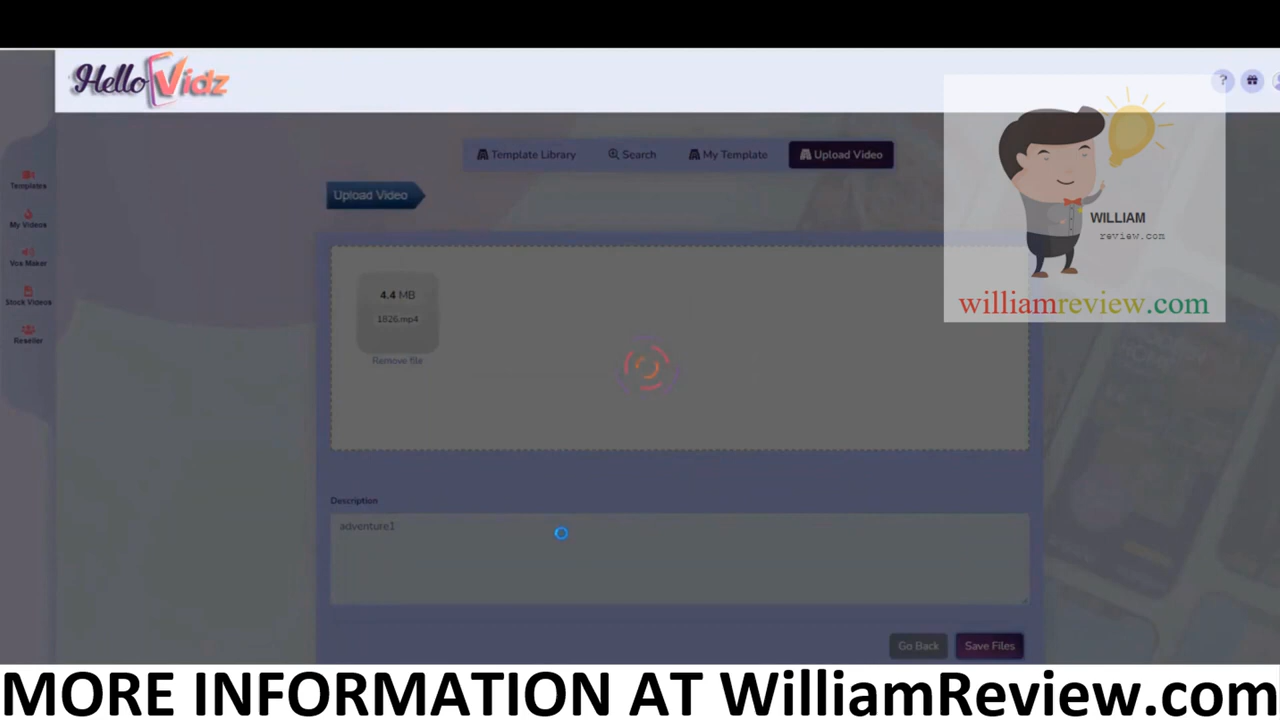 HelloVidz
?
Template Library
Search
My Template
Upload Video
Upload Video
Templates
My Videos
Vox Maker
Stock Videos
Reseller
4.4 MB
1826.mp4
Remove file
WILLIAM
review.com
williamreview.com
Description
adventure1
Go Back
Save Files
MORE INFORMATION AT WilliamReview.com